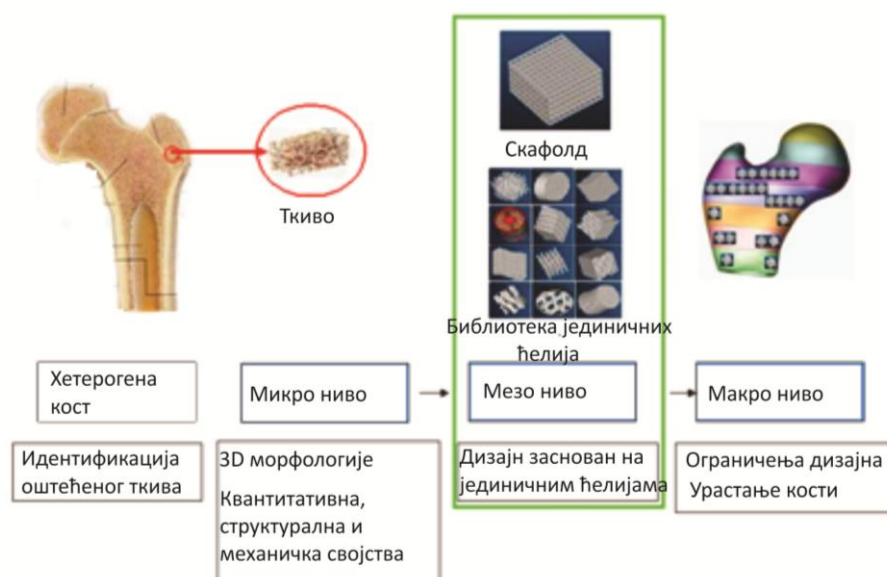 Скафолд
Ткиво
Библиотека јединичних
ћелија
Хетерогена
кост
Микро ниво
Мезо ниво
Макро ниво
Идентификација
оштећеног ткива
3D морфологије
Квантитативна,
структурална и
механичка својства
Дизајн заснован на
јединичним ћелијама
Ограничења дизајна
Урастање кости